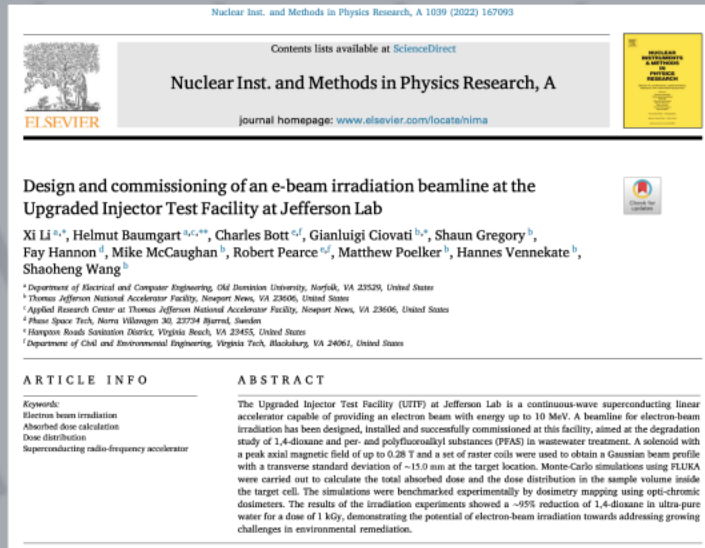 Nuclear Inst. and Methods in Physics Research, A 1039 (2022) 167093
Contents lists available at ScienceDirect
Nuclear Inst. and Methods in Physics Research, A
journal homepage: www.elsevier.com/locate/nima
ELSEVIER
NUCLEAR
INSTRUMENTS
& METHODS
IN
PHYSICS
RESEARCH
Design and commissioning of an e-beam irradiation beamline at the
Upgraded Injector Test Facility at Jefferson Lab
Check for
updates
Xi Li a,*, Helmut Baumgart a,c,**, Charles Bott e,f, Gianluigi Ciovati b,*, Shaun Gregory b,
Fay Hannon d, Mike McCaughan b, Robert Pearce e,f, Matthew Poelker b, Hannes Vennekate b,
Shaoheng Wang b
a Department of Electrical and Computer Engineering, Old Dominion University, Norfolk, VA 23529, United States
b Thomas Jefferson National Accelerator Facility, Newport News, VA 23606, United States
c Applied Research Center at Thomas Jefferson National Accelerator Facility, Newport News, VA 23606, United States
d Phase Space Tech, Norra Villavagen 30, 23734 Bjarred, Sweden
e Hampton Roads Sanitation District, Virginia Beach, VA 23455, United States
f Department of Civil and Environmental Engineering, Virginia Tech, Blacksburg, VA 24061, United States
ARTICLE INFO
Keywords:
Electron beam irradiation
Absorbed dose calculation
Dose distribution
Superconducting radio-frequency accelerator
ABSTRACT
The Upgraded Injector Test Facility (UITF) at Jefferson Lab is a continuous-wave superconducting linear
accelerator capable of providing an electron beam with energy up to 10 MeV. A beamline for electron-beam
irradiation has been designed, installed and successfully commissioned at this facility, aimed at the degradation
study of 1,4-dioxane and per- and polyfluoroalkyl substances (PFAS) in wastewater treatment. A solenoid with
a peak axial magnetic field of up to 0.28 T and a set of raster coils were used to obtain a Gaussian beam profile
with a transverse standard deviation of ~15.0 mm at the target location. Monte-Carlo simulations using FLUKA
were carried out to calculate the total absorbed dose and the dose distribution in the sample volume inside
the target cell. The simulations were benchmarked experimentally by dosimetry mapping using opti-chromic
dosimeters. The results of the irradiation experiments showed a ~95% reduction of 1,4-dioxane in ultra-pure
water for a dose of 1 kGy, demonstrating the potential of electron-beam irradiation towards addressing growing
challenges in environmental remediation.